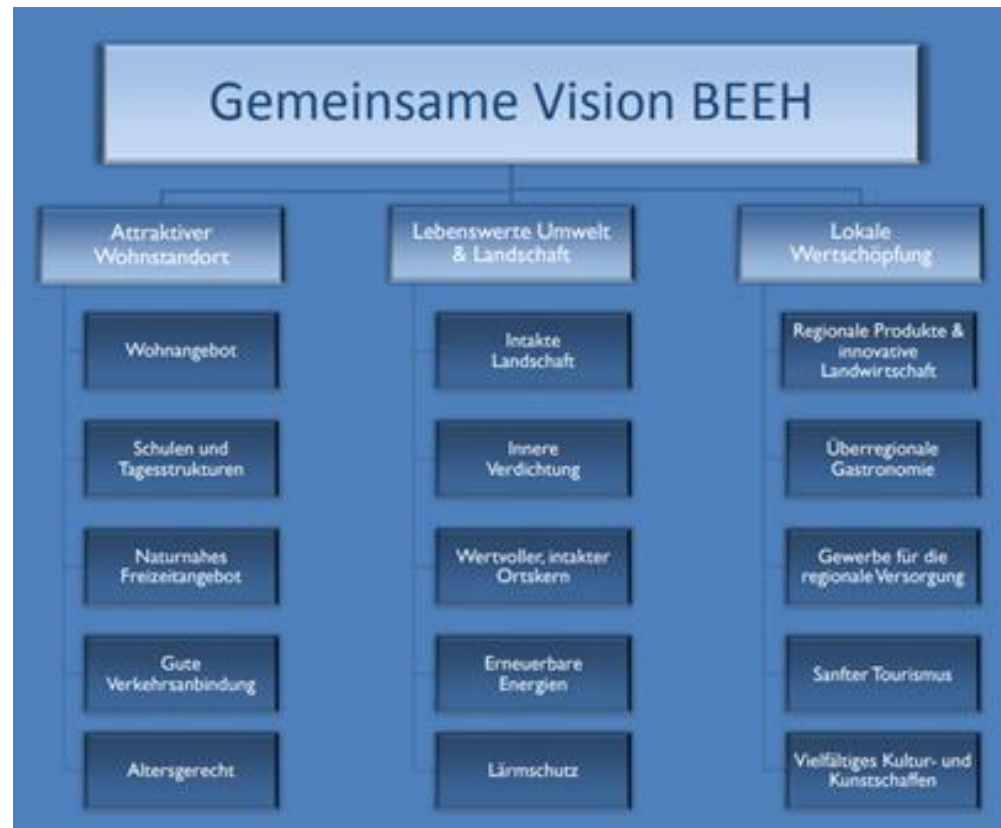 Gemeinsame Vision BEEH
Attraktiver
Wohnstandort
Wohnangebot
Schulen und
Tagesstrukturen
Naturnahes
Freizeitangebot
Gute
Verkehrsanbindung
Altersgerecht
Lebenswerte Umwelt
& Landschaft
Intakte
Landschaft
Innere
Verdichtung
Wertvoller, intakter
Ortskern
Erneuerbare
Energien
Lärmschutz
Lokale
Wertschöpfung
Regionale Produkte &
innovative
Landwirtschaft
Überregionale
Gastronomie
Gewerbe für die
regionale Versorgung
Sanfter Tourismus
Vielfältiges Kultur- und
Kunstschaffen